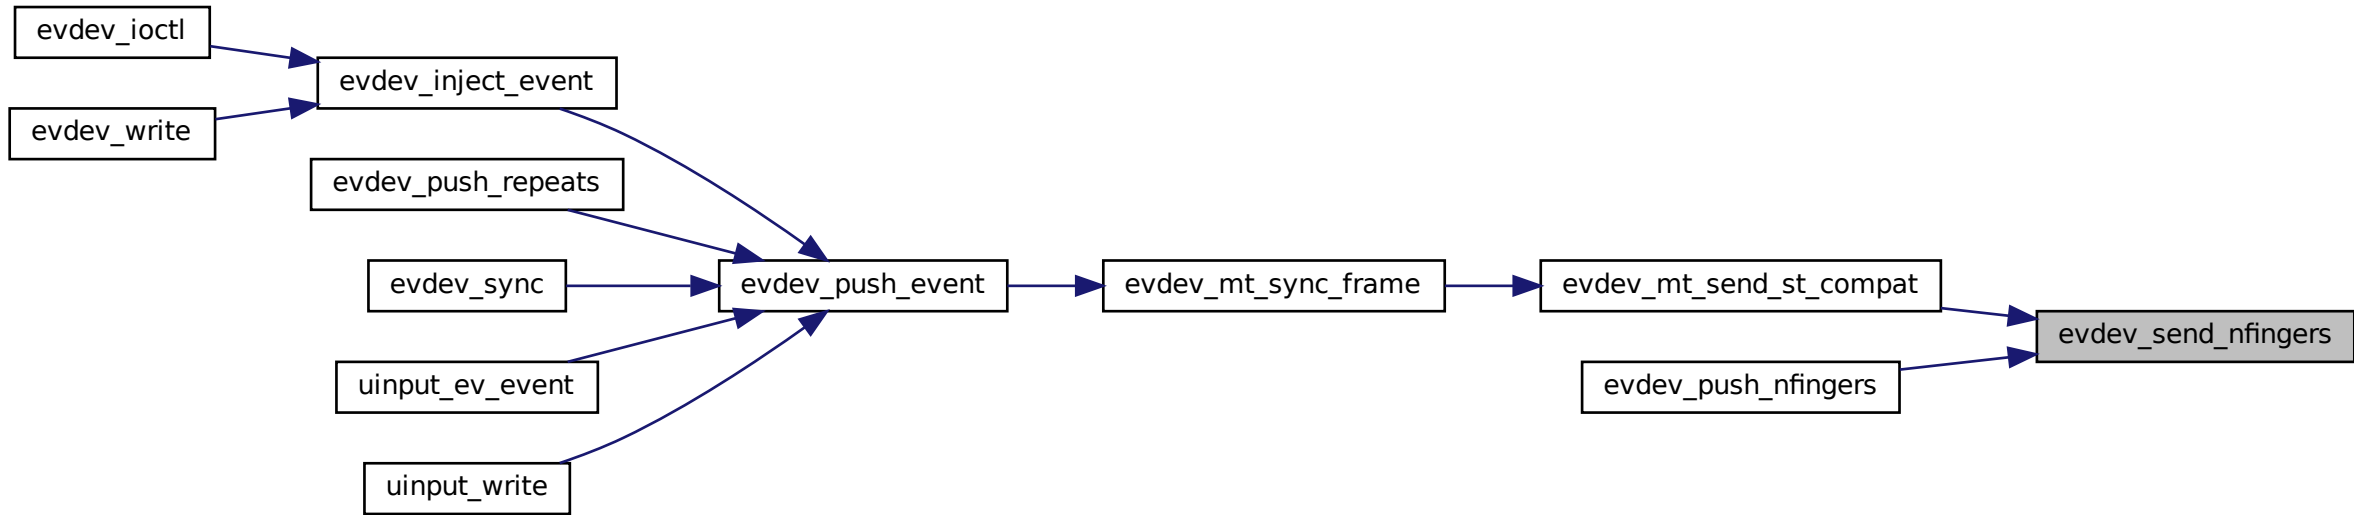 evdev_ioctl
evdev_inject_event
evdev_write
evdev_push_repeats
evdev_sync
evdev_push_event
evdev_mt_sync_frame
evdev_mt_send_st_compat
evdev_send_nfingers
uinput_ev_event
evdev_push_nfingers
uinput_write